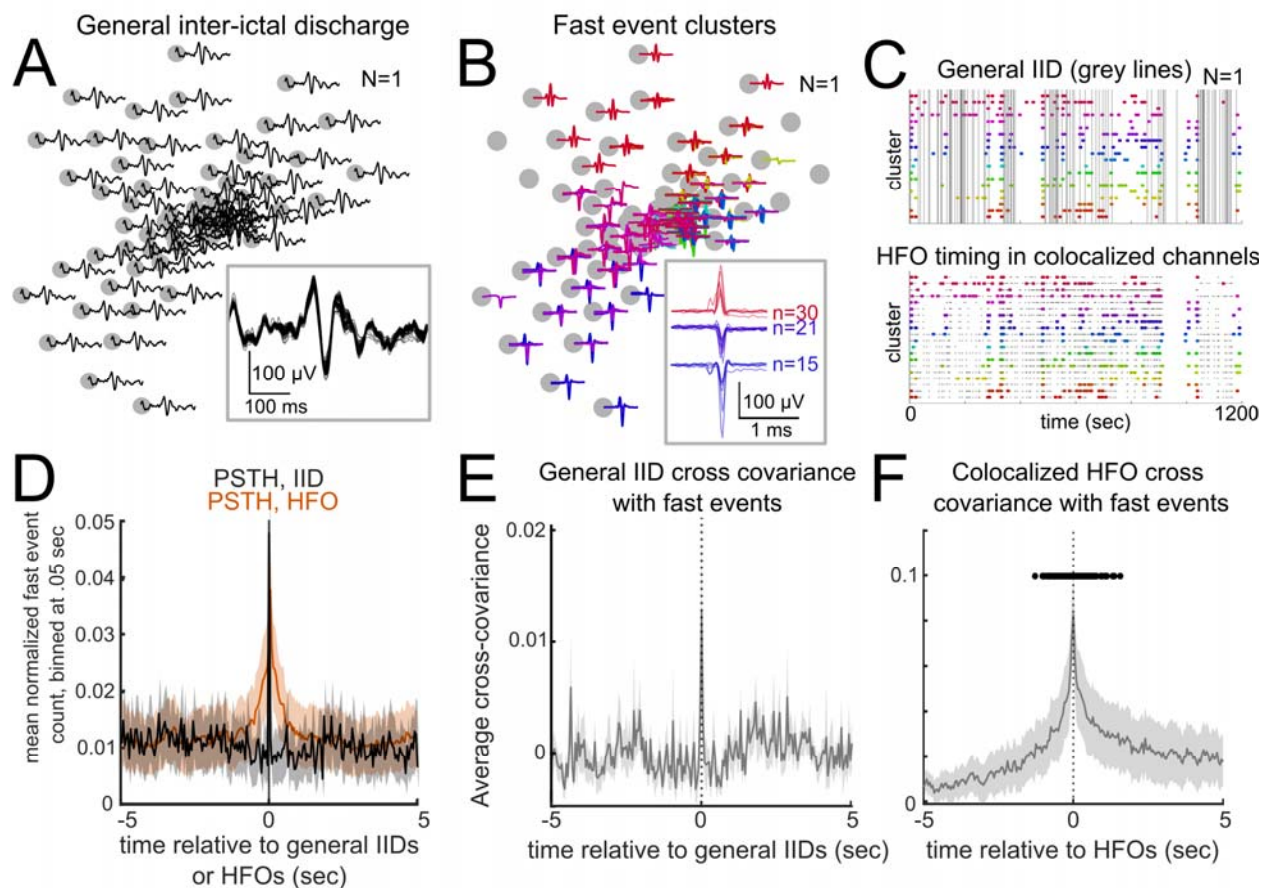 A
General inter-ictal discharge
N=1
100 µV
100 ms
B
Fast event clusters
N=1
n=30
n=21
n=15
100 µV
1 ms
C
General IID (grey lines)
N=1
cluster
HFO timing in colocalized channels
cluster
0
1200
time (sec)
D
PSTH, IID
PSTH, HFO
mean normalized fast event
count, binned at .05 sec
0.05
0.04
0.03
0.02
0.01
0
-5
0
5
time relative to general IIDs
or HFOs (sec)
E
General IID cross covariance
with fast events
Average cross-covariance
0.02
0.01
0
-5
0
5
time relative to general IIDs (sec)
F
Colocalized HFO cross
covariance with fast events
0.1
0
-5
0
5
time relative to HFOs (sec)